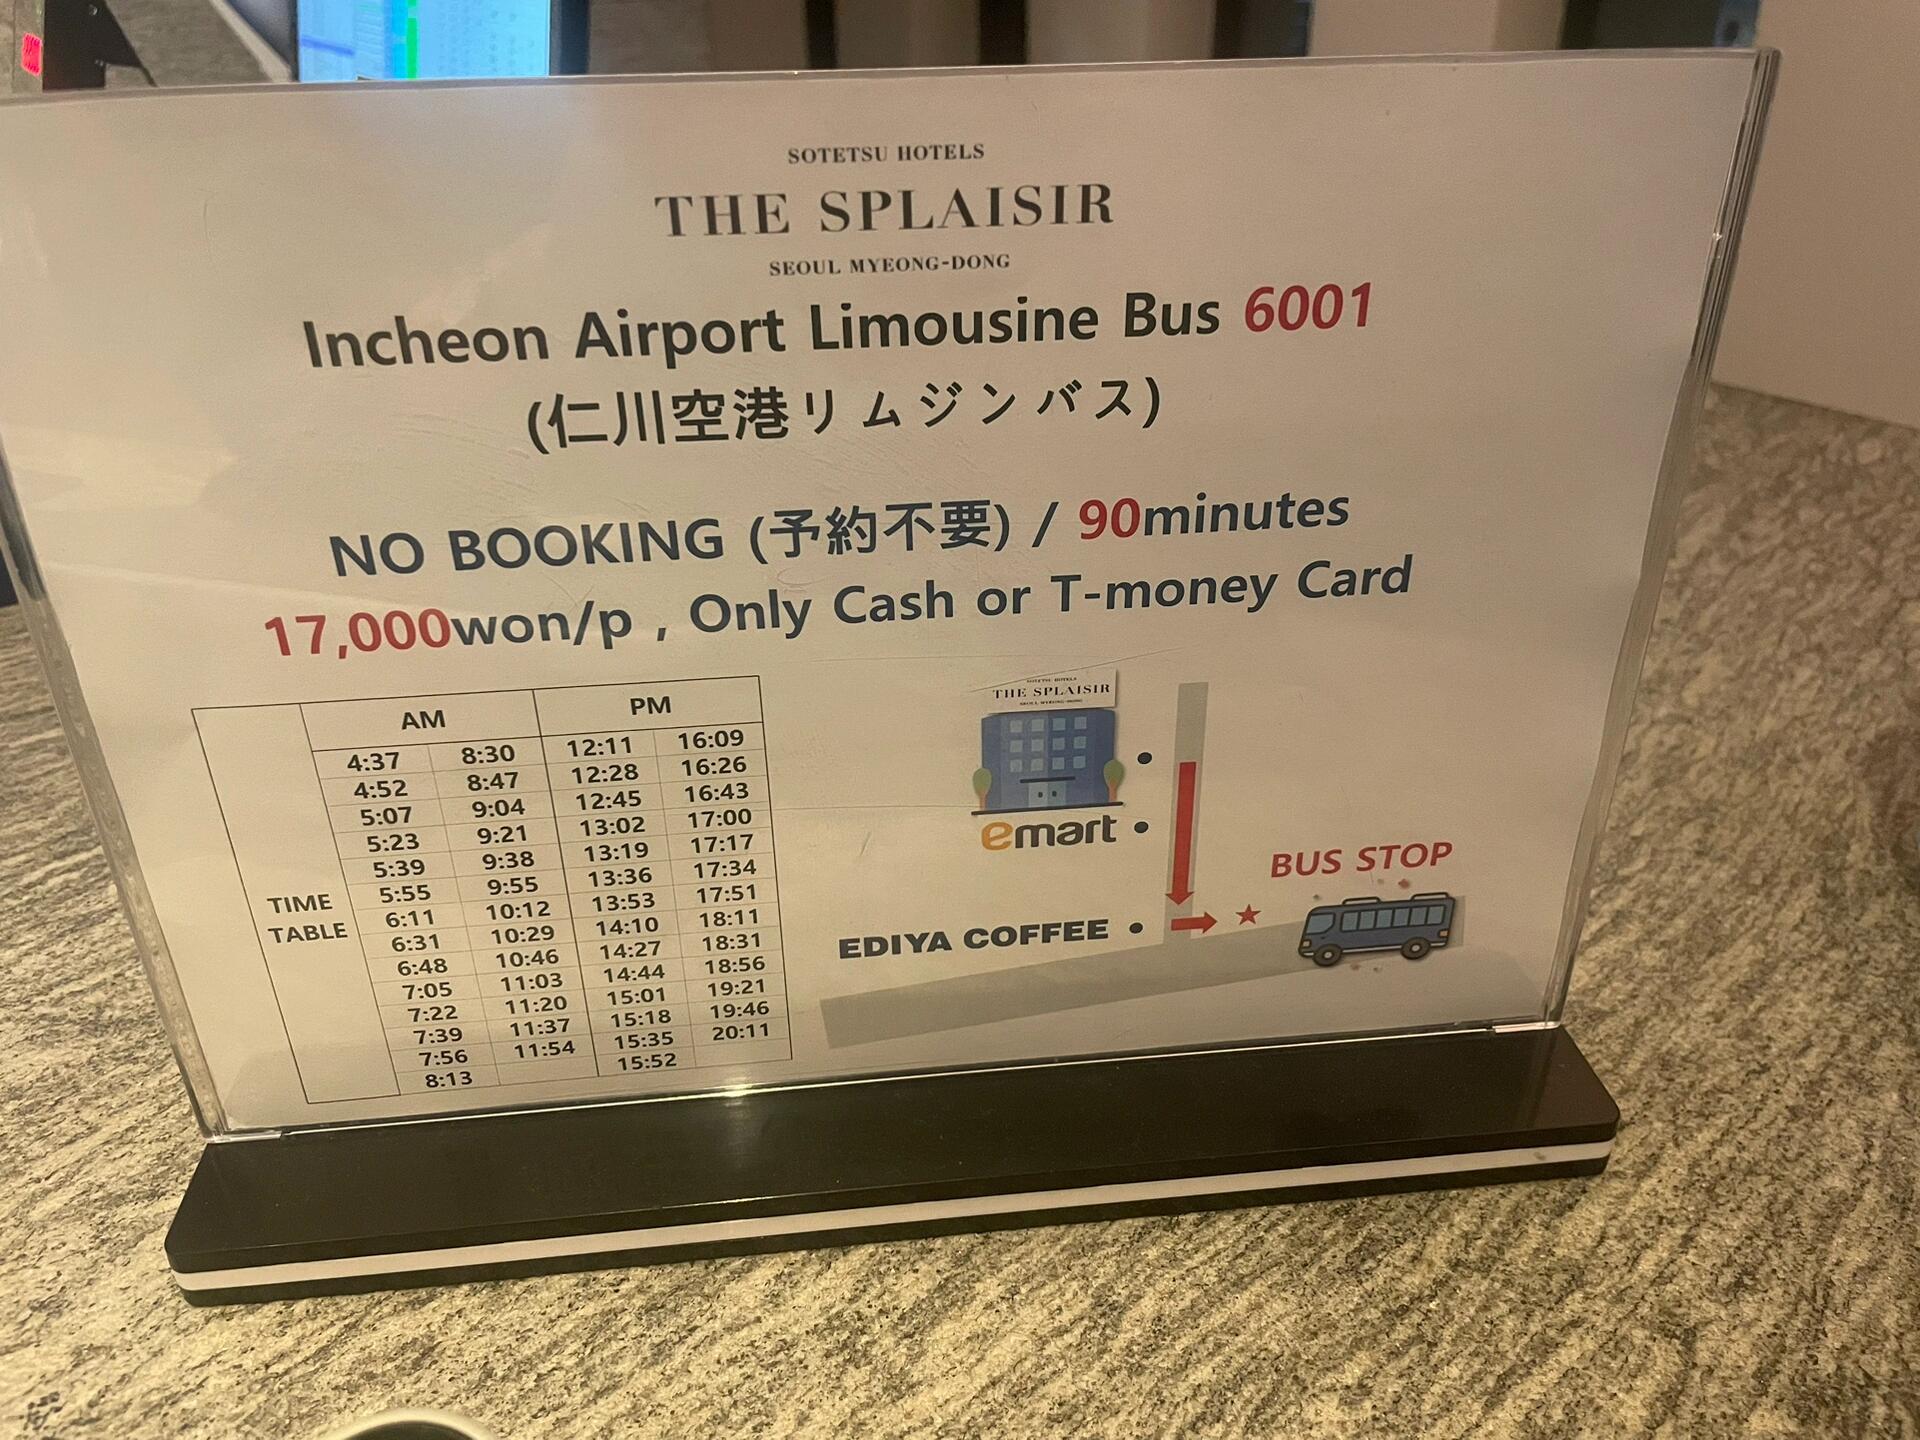 SOTETSU HOTELS
THE SPLAISIR
SEOUL MYEONG-DONG
Incheon Airport Limousine Bus 6001
(仁川空港リムジンバス)
NO BOOKING (予約不要) / 90minutes
17,000won/p , Only Cash or T-money Card
TIME TABLE
AM PM
4:37 8:30 12:11 16:09
4:52 8:47 12:28 16:26
5:07 9:04 12:45 16:43
5:23 9:21 13:02 17:00
5:39 9:38 13:19 17:17
5:55 9:55 13:36 17:34
6:11 10:12 13:53 17:51
6:31 10:29 14:10 18:11
6:48 10:46 14:27 18:31
7:05 11:03 14:44 18:56
7:22 11:20 15:01 19:21
7:39 11:37 15:18 19:46
7:56 11:54 15:35 20:11
8:13 15:52
SOTETSU HOTELS
THE SPLAISIR
SEOUL MYEONG-DONG
emart
EDIYA COFFEE
BUS STOP